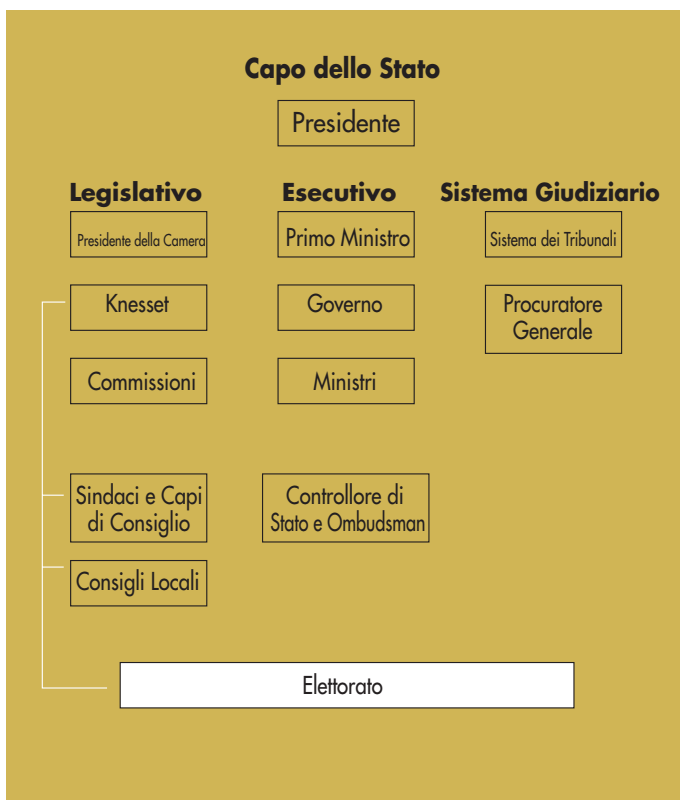 Capo dello Stato
Presidente
Legislativo
Esecutivo
Sistema Giudiziario
Presidente della Camera
Primo Ministro
Sistema dei Tribunali
Knesset
Governo
Procuratore
Generale
Commissioni
Ministri
Sindaci e Capi
di Consiglio
Controllore di
Stato e Ombudsman
Consigli Locali
Elettorato